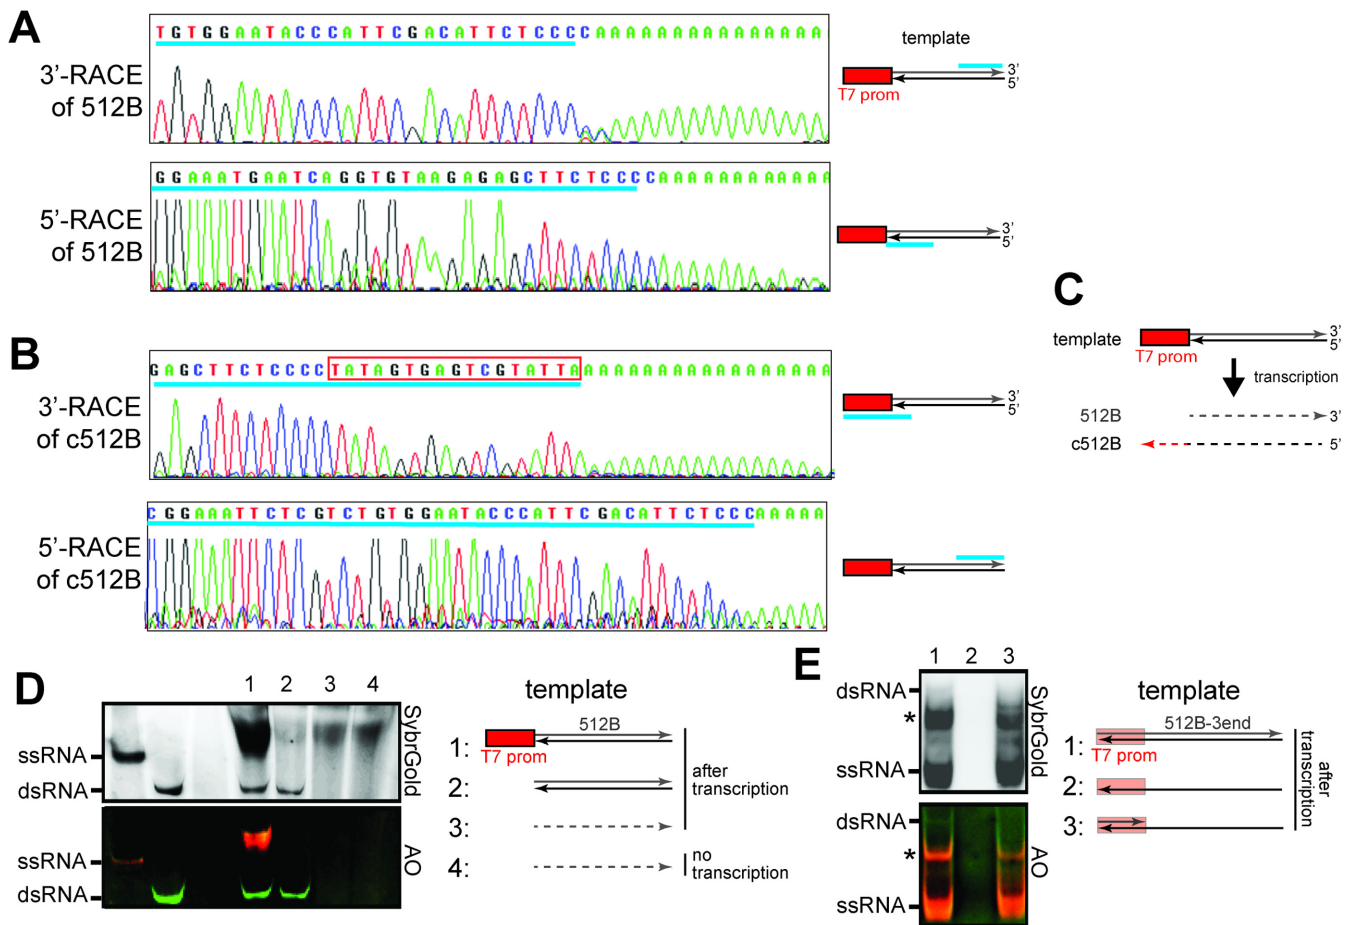 A
3'-RACE
of 512B
TGTGGAATACCCATTCGACATTCTCCCCAAAAAAAAAAAAA
template
T7 prom
3'
5'
5'-RACE
of 512B
GGAAATGAATCAGGTGTAAGAGAGCTTCTCCCCAAAAAAAAAAA
3'
5'
B
3'-RACE
of c512B
GAGCTTCTCCCCTATAGTGAGTCGTATTAAAAAAAAAAAAAAAAA
3'
5'
5'-RACE
of c512B
CGGAAATTCTCGTCTGTGGAATACCCATTCGACATTCTCCCAAAAA
3'
5'
C
template
T7 prom
3'
5'
transcription
512B
3'
c512B
5'
D
1 2 3 4
ssRNA
dsRNA
SybrGold
ssRNA
dsRNA
AO
template
512B
1:
T7 prom
2:
3:
4:
after
transcription
no
transcription
E
1 2 3
dsRNA
*
ssRNA
SybrGold
dsRNA
*
ssRNA
AO
template
512B-3end
1:
T7 prom
2:
3:
after
transcription